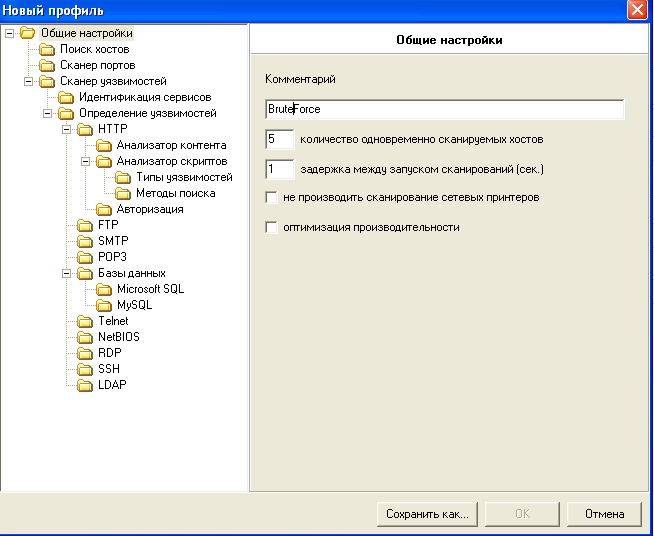 Новый профиль
Общие настройки
Поиск хостов
Сканер портов
Сканер уязвимостей
Идентификация сервисов
Определение уязвимостей
HTTP
Анализатор контента
Анализатор скриптов
Типы уязвимостей
Методы поиска
Авторизация
FTP
SMTP
POP3
Базы данных
Microsoft SQL
MySQL
Telnet
NetBIOS
RDP
SSH
LDAP
Общие настройки
Комментарий
BruteForce
5 количество одновременно сканируемых хостов
1 задержка между запуском сканирований (сек.)
не производить сканирование сетевых принтеров
оптимизация производительности
Сохранить как... OK Отмена